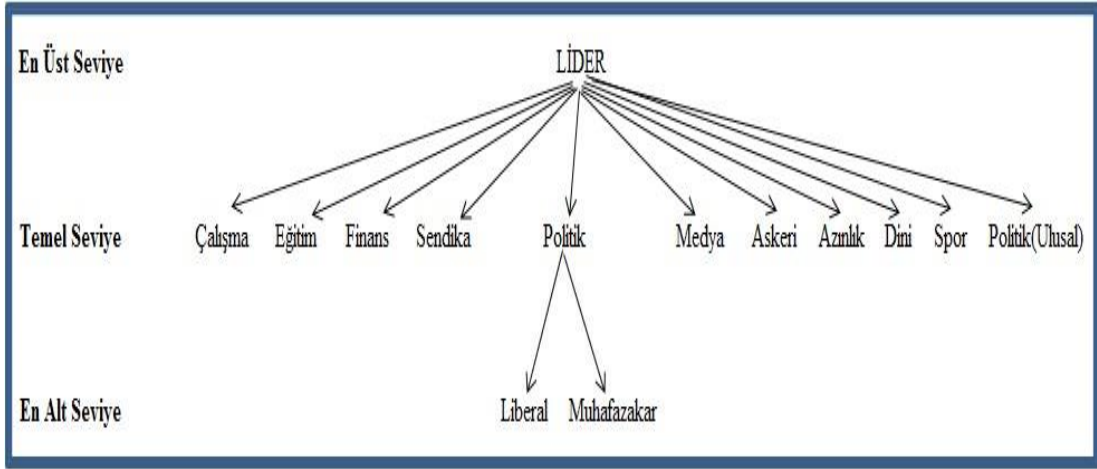 En Üst Seviye LİDER
Temel Seviye Çalışma Eğitim Finans Sendika Politik Medya Askeri Azınlık Dini Spor Politik(Ulusal)
En Alt Seviye Liberal Muhafazakar